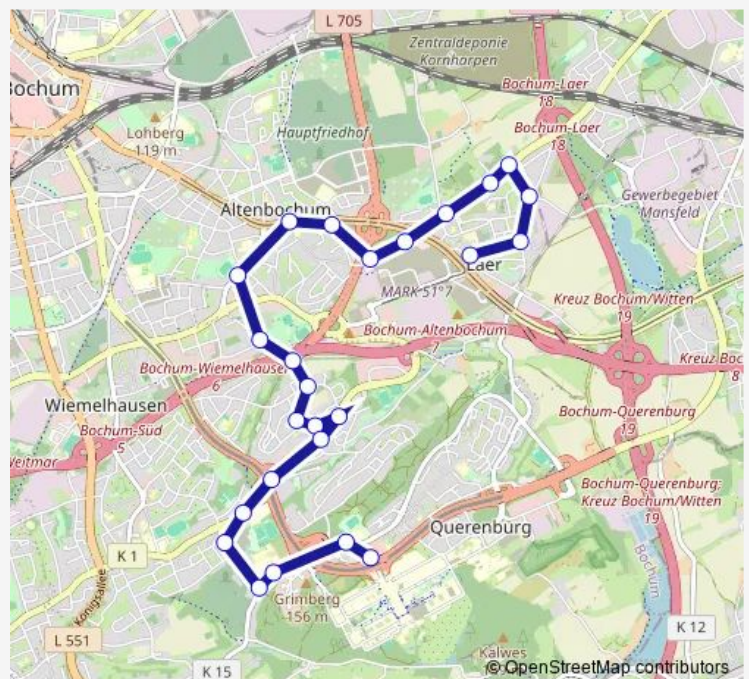 L 705
Zentraldeponie
Kornharpen
Bochum-Laer
18
Bochum
Bochum-Laer
18
Lohberg
119 m
Hauptfriedhof
Gewerbegebiet
Mansfeld
Altenbochum
Laer
MARK 51°7
Kreuz Bochum/Witten
19
Bochum-Altenbochum
7
Kreuz Boc
8
Bochum-Wiemelhause
6
Wiemelhausen
Bochum-Süd
5
Weitmar
Bochum-Querenburg
19
Bochum-Querenburg;
Kreuz Bochum/Witten
19
Querenburg
K 1
Bochum
Königsallee
Grimberg
156 m
K 12
L 551
Kalwes
K 15
© OpenStreetMap contributors